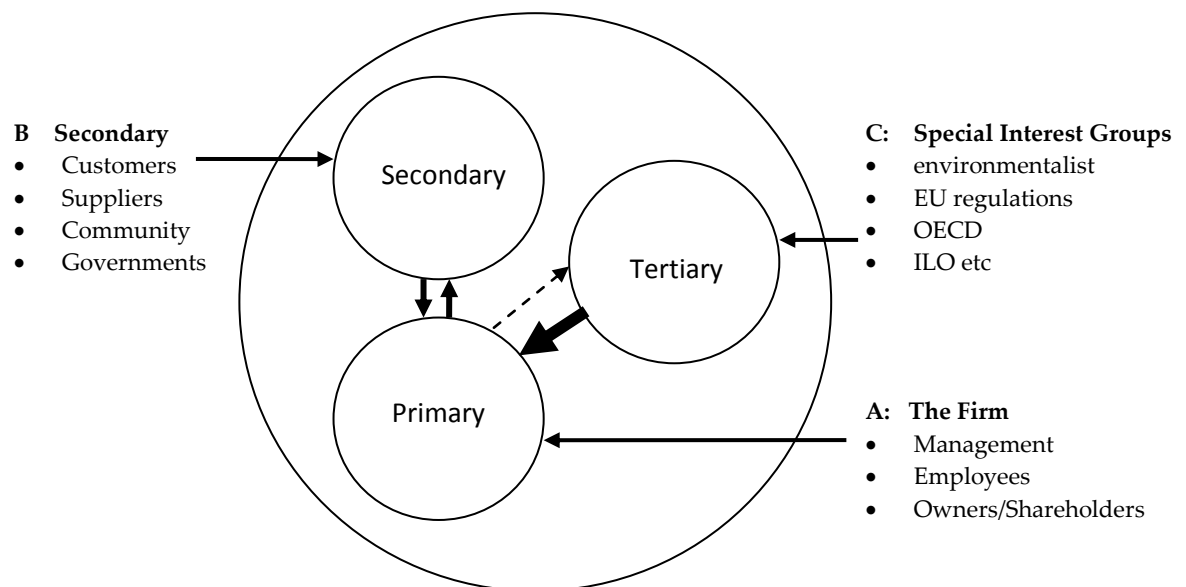 B Secondary
• Customers
• Suppliers
• Community
• Governments
Secondary
Tertiary
Primary
C: Special Interest Groups
• environmentalist
• EU regulations
• OECD
• ILO etc
A: The Firm
• Management
• Employees
• Owners/Shareholders